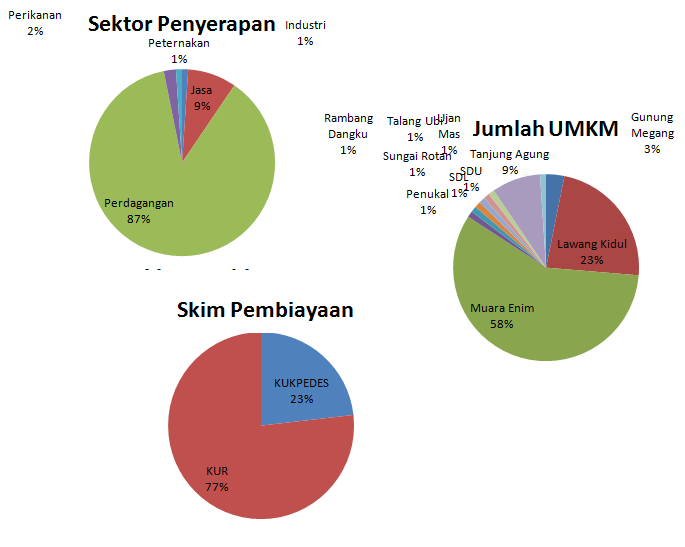 Sektor Penyerapan
Perikanan
2%
Industri
1%
Peternakan
1%
Jasa
9%
Perdagangan
87%
Jumlah UMKM
Rambang
Dangku
1%
Talang Ubi
1%
Ujan
Mas
1%
Gunung
Megang
3%
Sungai Rotan
1%
Tanjung Agung
9%
SDU
1%
SDL
1%
Penukal
1%
Lawang Kidul
23%
Muara Enim
58%
Skim Pembiayaan
KUKPEDES
23%
KUR
77%